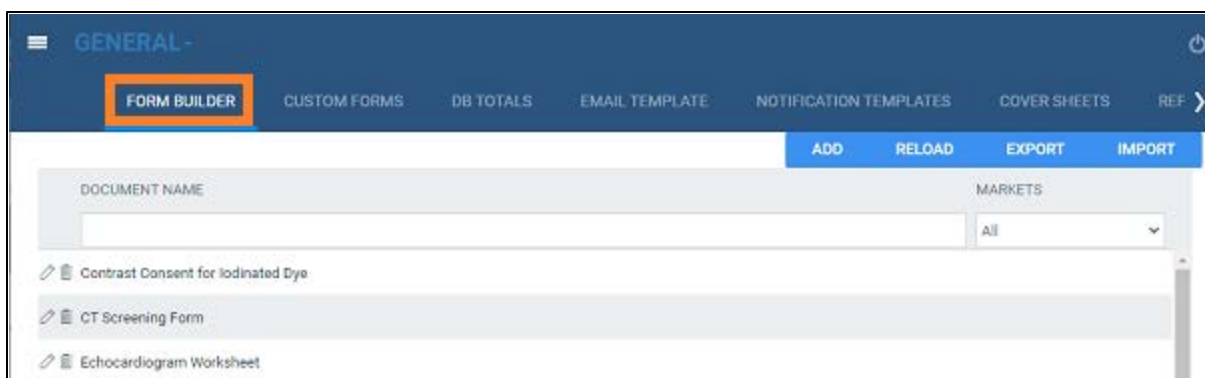 GENERAL -
FORM BUILDER CUSTOM FORMS DB TOTALS EMAIL TEMPLATE NOTIFICATION TEMPLATES COVER SHEETS REF
ADD RELOAD EXPORT IMPORT
DOCUMENT NAME MARKETS
All
Contrast Consent for Iodinated Dye
CT Screening Form
Echocardiogram Worksheet